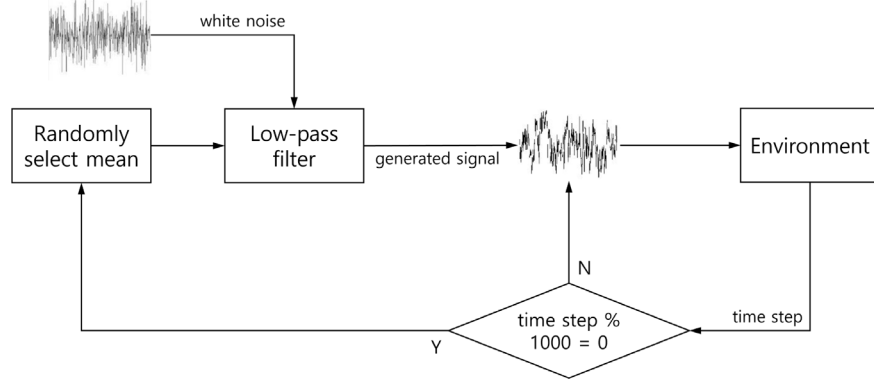 white noise
Randomly
select mean
Low-pass
filter
generated signal
Environment
N
time step %
1000 = 0
time step
Y